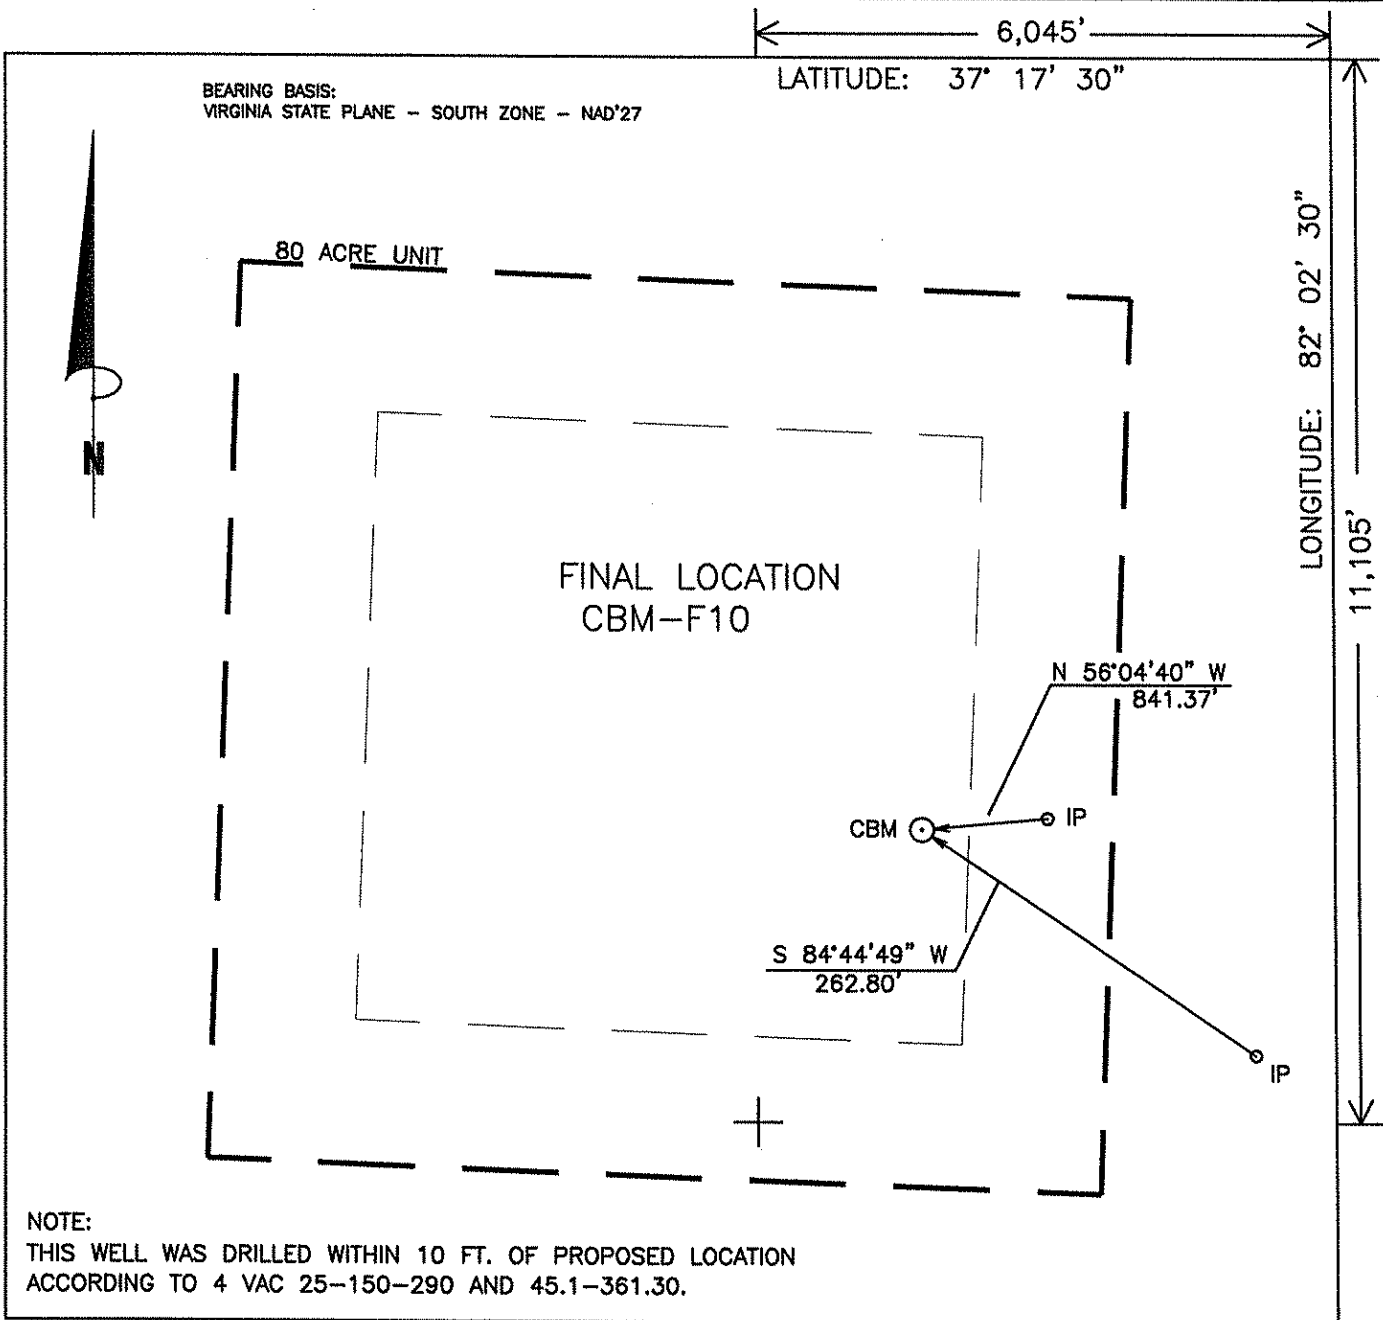 6,045'
LATITUDE: 37° 17' 30"
BEARING BASIS:
VIRGINIA STATE PLANE – SOUTH ZONE – NAD'27
LONGITUDE: 82° 02' 30"
11,105'
80 ACRE UNIT
N
FINAL LOCATION
CBM–F10
N 56°04'40" W
841.37'
CBM
IP
S 84°44'49" W
262.80'
IP
NOTE:
THIS WELL WAS DRILLED WITHIN 10 FT. OF PROPOSED LOCATION
ACCORDING TO 4 VAC 25–150–290 AND 45.1–361.30.